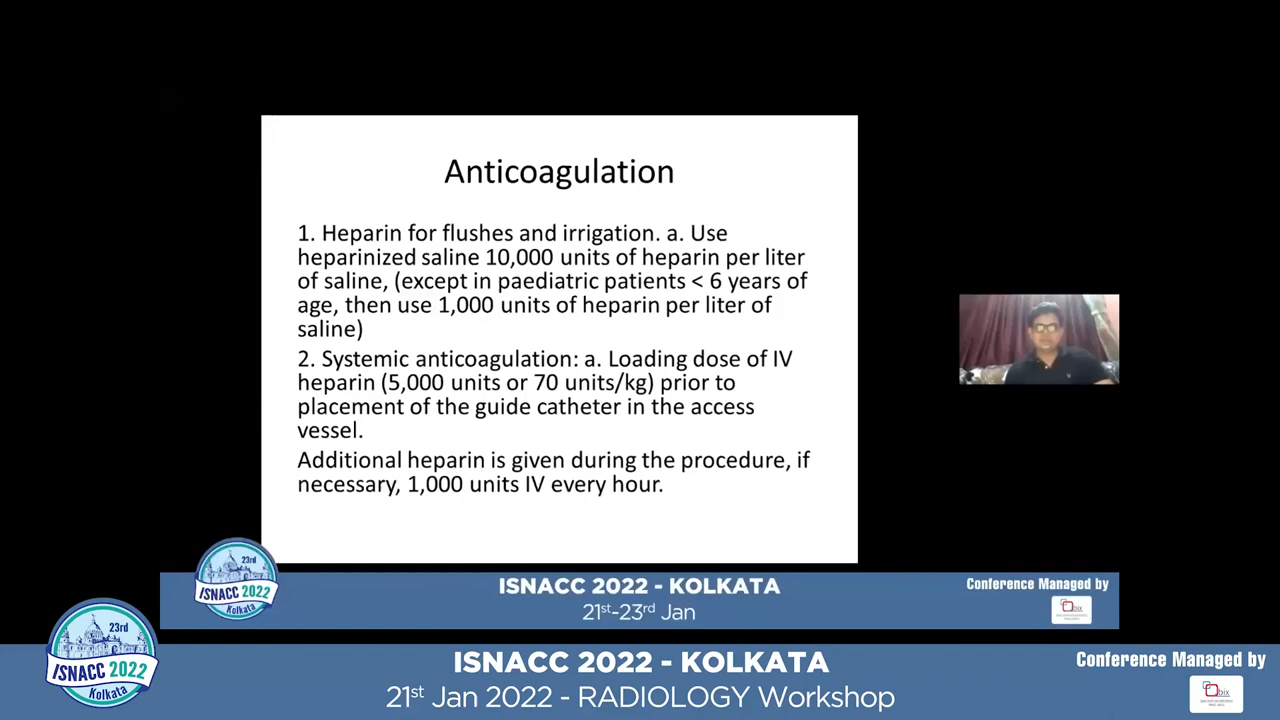 Anticoagulation
1. Heparin for flushes and irrigation. a. Use
heparinized saline 10,000 units of heparin per liter
of saline, (except in paediatric patients < 6 years of
age, then use 1,000 units of heparin per liter of
saline)
2. Systemic anticoagulation: a. Loading dose of IV
heparin (5,000 units or 70 units/kg) prior to
placement of the guide catheter in the access
vessel.
Additional heparin is given during the procedure, if
necessary, 1,000 units IV every hour.
23rd
ISNACC 2022
Kolkata
ISNACC 2022 - KOLKATA
21st-23rd Jan
Conference Managed by
23rd
ISNACC 2022
Kolkata
ISNACC 2022 - KOLKATA
21st Jan 2022 - RADIOLOGY Workshop
Conference Managed by